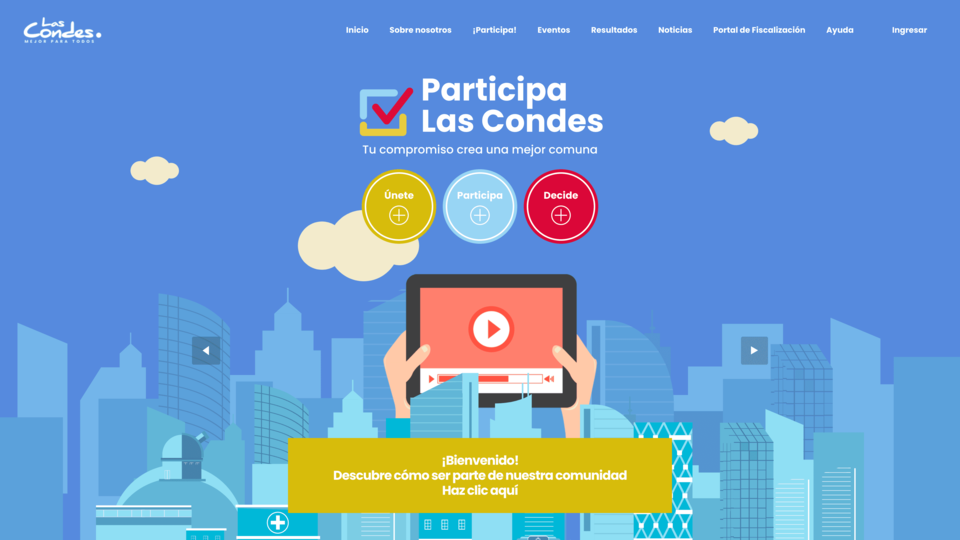 Las
Condes.
MEJOR PARA TODOS
Inicio
Sobre nosotros
¡Participa!
Eventos
Resultados
Noticias
Portal de Fiscalización
Ayuda
Ingresar
Participa
Las Condes
Tu compromiso crea una mejor comuna
Únete
Participa
Decide
¡Bienvenido!
Descubre cómo ser parte de nuestra comunidad
Haz clic aquí